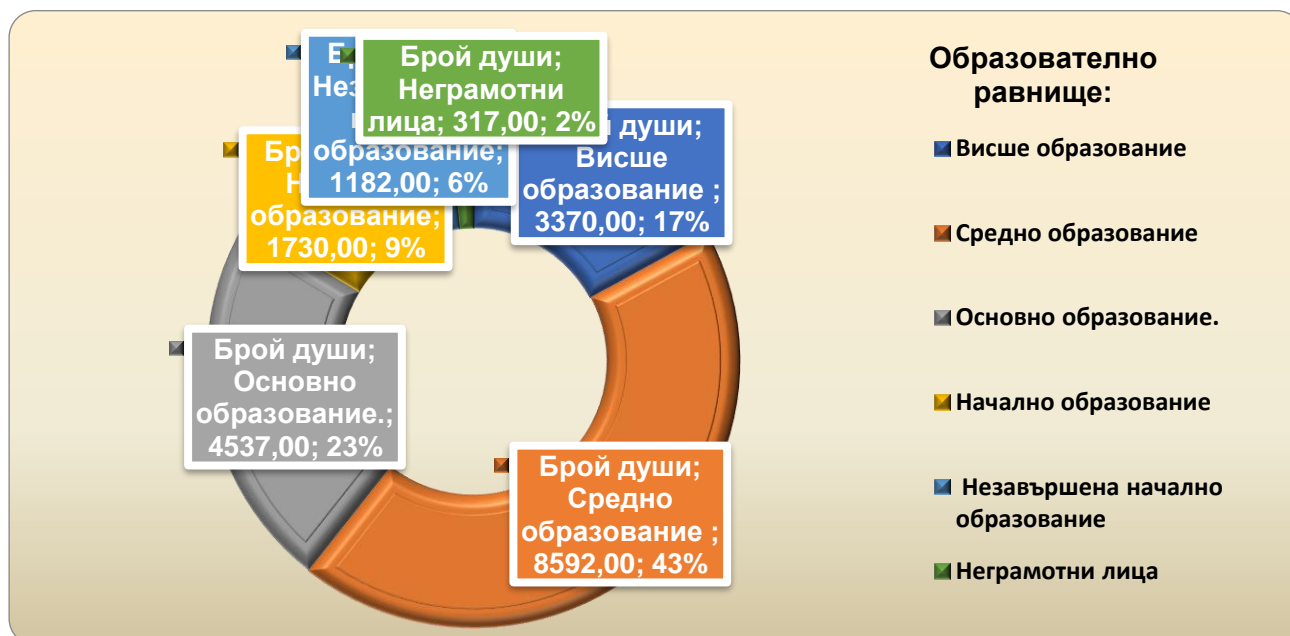 Образователно
равнище:
Висше образование
Средно образование
Основно образование.
Начално образование
Незавършена начално
образование
Неграмотни лица
Брой души;
Неграмотни
лица; 317,00; 2%
души;
Висше
образование ;
3370,00; 17%
образование;
1182,00; 6%
образование;
1730,00; 9%
Брой души;
Основно
образование.;
4537,00; 23%
Брой души;
Средно
образование ;
8592,00; 43%